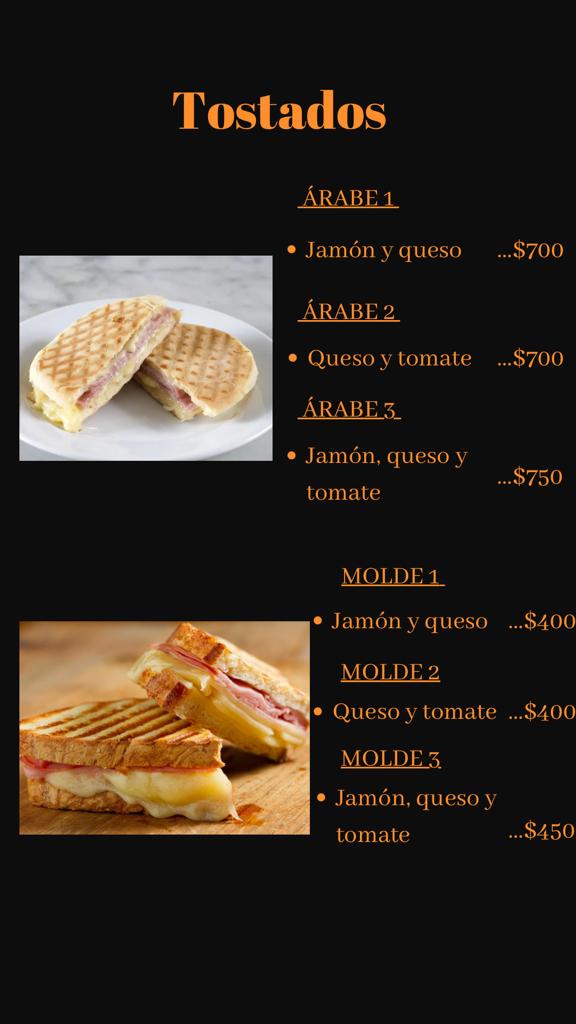 Tostados
ÁRABE 1
• Jamón y queso ...$700
ÁRABE 2
• Queso y tomate ...$700
ÁRABE 3
• Jamón, queso y
tomate ...$750
MOLDE 1
• Jamón y queso ...$400
MOLDE 2
• Queso y tomate ...$400
MOLDE 3
• Jamón, queso y
tomate ...$450